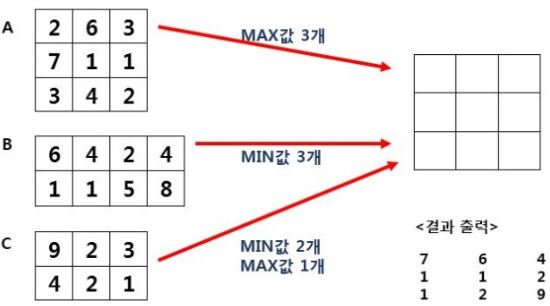 A
2 6 3
7 1 1
3 4 2
MAX값 3개
B
6 4 2 4
1 1 5 8
MIN값 3개
C
9 2 3
4 2 1
MIN값 2개
MAX값 1개
<결과 출력>
7 6 4
1 1 2
1 2 9